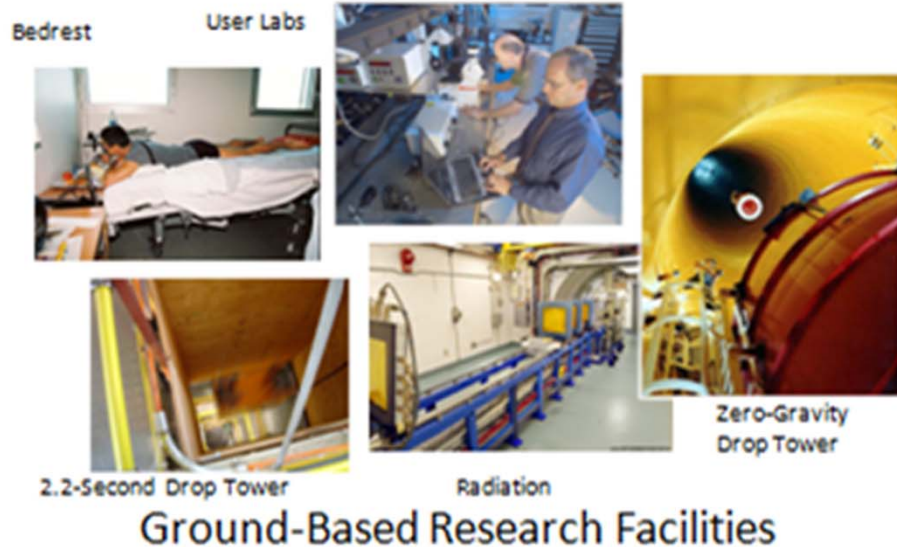 Bedrest
User Labs
Zero-Gravity
Drop Tower
2.2-Second Drop Tower
Radiation
Ground-Based Research Facilities